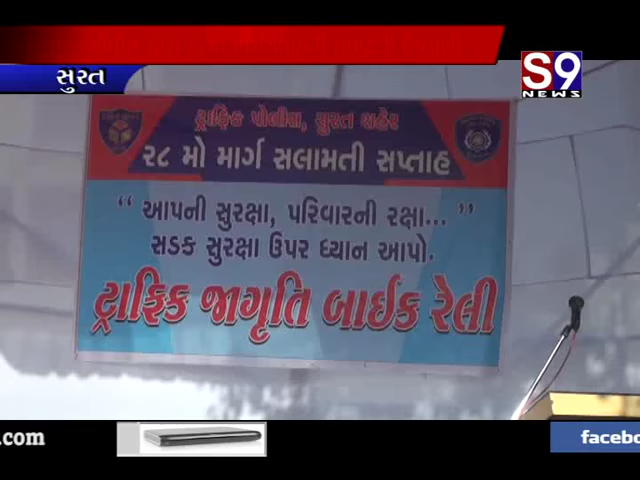 સુરત
S9
NEWS
ટ્રાફિક પોલીસ, સુરત શહેર
૨૮ મો માર્ગ સલામતી સપ્તાહ
“ આપની સુરક્ષા, પરિવારની રક્ષા... ”
સડક સુરક્ષા ઉપર ધ્યાન આપો.
ટ્રાફિક જાગૃતિ બાઈક રેલી
.com
facebo